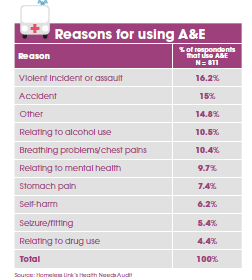 Reasons for using A&E
Reason
% of respondents
that use A&E
N = 811
Violent incident or assault 16.2%
Accident 15%
Other 14.8%
Relating to alcohol use 10.5%
Breathing problems/chest pains 10.4%
Relating to mental health 9.7%
Stomach pain 7.4%
Self-harm 6.2%
Seizure/fitting 5.4%
Relating to drug use 4.4%
Total 100%
Source: Homeless Link's Health Needs Audit